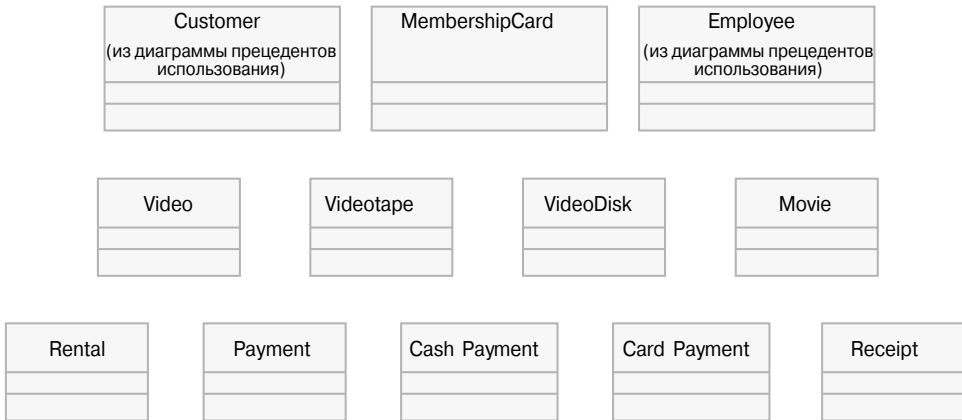 Customer
(из диаграммы прецедентов
использования)
MembershipCard
Employee
(из диаграммы прецедентов
использования)
Video
Videotape
VideoDisk
Movie
Rental
Payment
Cash Payment
Card Payment
Receipt